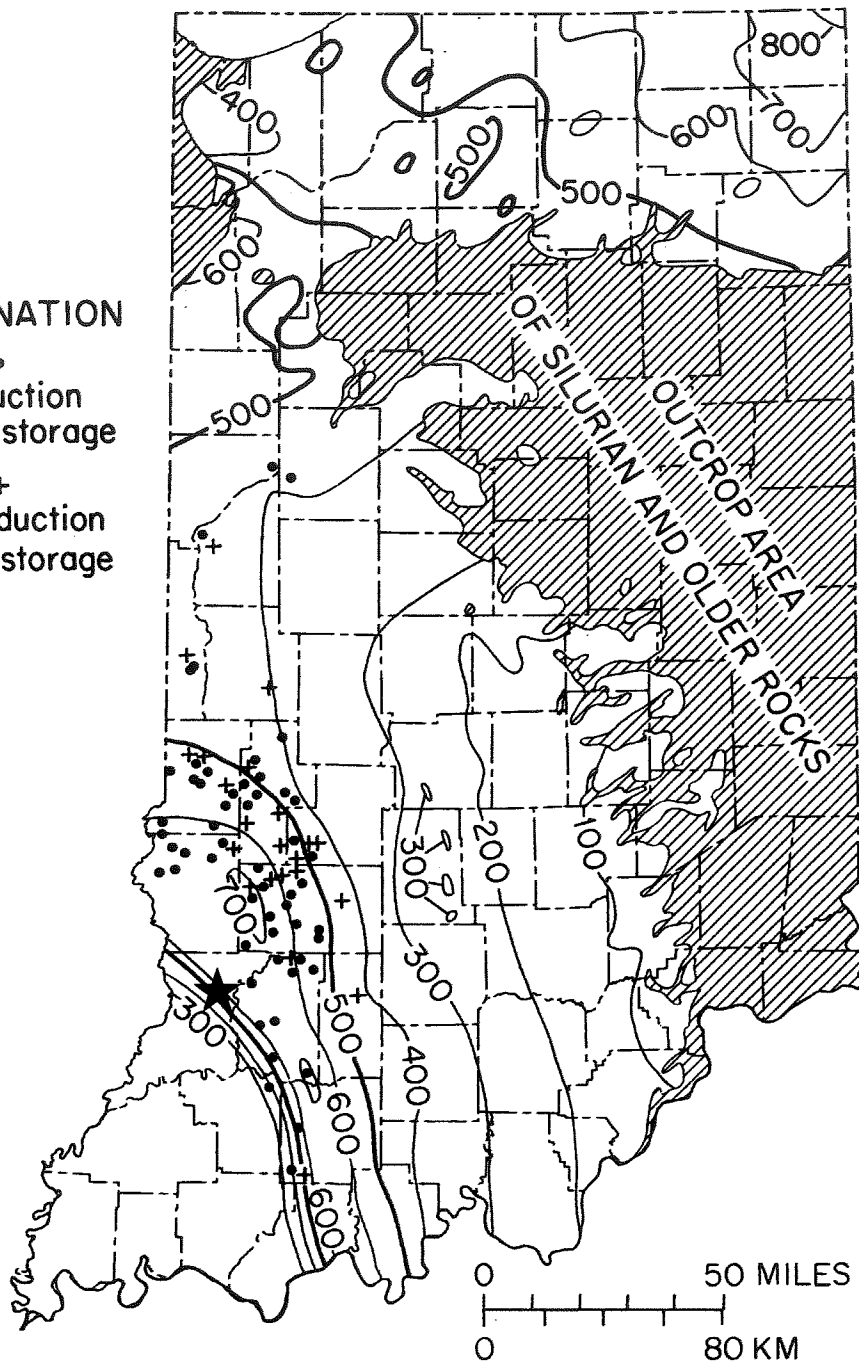 800
400
700
600
500
500
600
NATION
uction
500
storage
+
duction
storage
OUTCROP AREA
OF SILURIAN AND OLDER ROCKS
200
100
300
700
300
300
500
400
600
600
0 50 MILES
0 80 KM